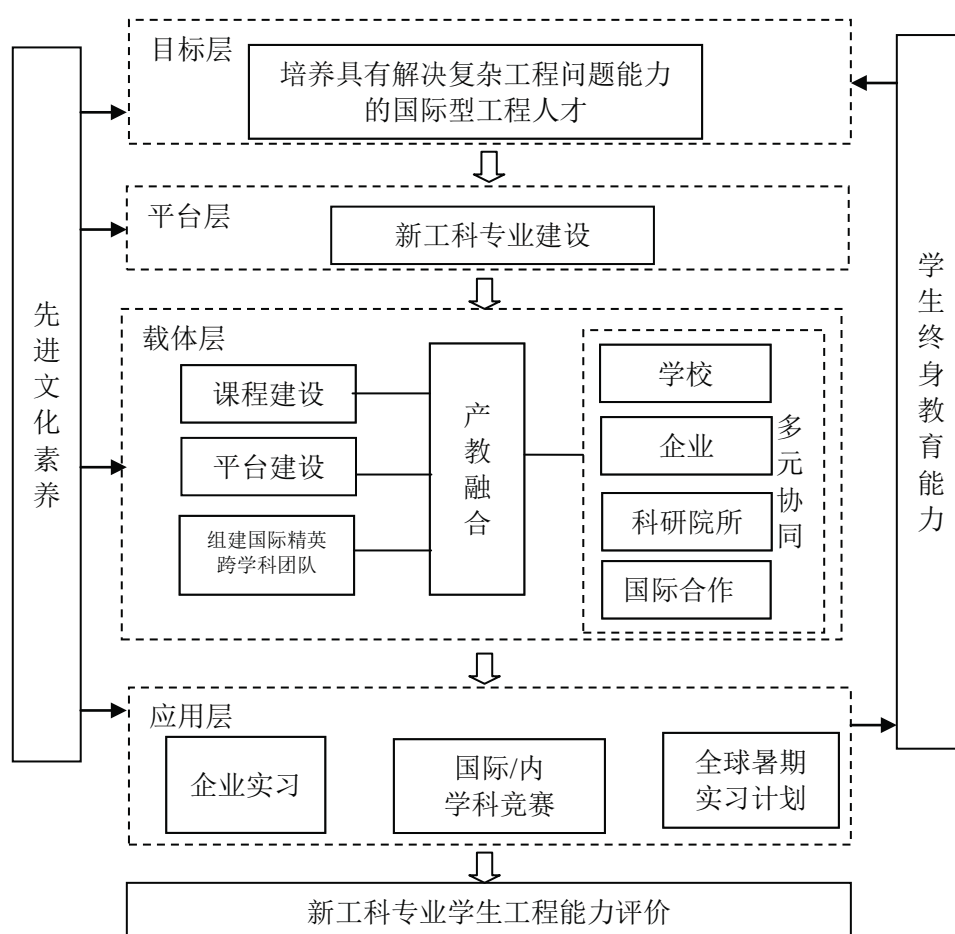 目标层
培养具有解决复杂工程问题能力
的国际型工程人才
平台层
新工科专业建设
先进文化素养
学生终身教育能力
载体层
课程建设
平台建设
组建国际精英
跨学科团队
产教融合
学校
企业
科研院所
国际合作
多元协同
应用层
企业实习
国际/内
学科竞赛
全球暑期
实习计划
新工科专业学生工程能力评价